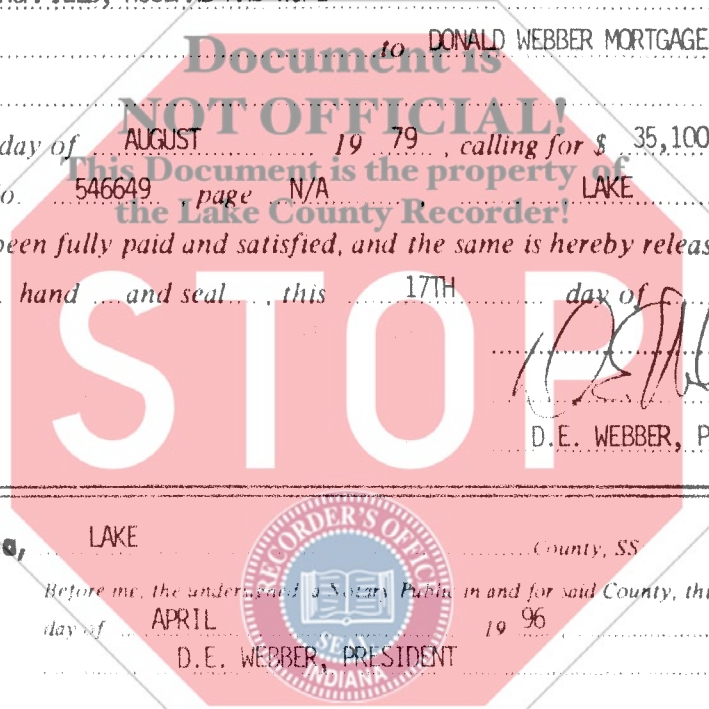 to DONALD WEBBER MORTGAGE
Document is
NOT OFFICIAL!
day of AUGUST 19 79, calling for $ 35,100
This Document is the property of
546649, page N/A, LAKE
the Lake County Recorder!
been fully paid and satisfied, and the same is hereby releas
hand and seal, this 17TH day of
STOP
D.E. WEBBER, P
a, LAKE County, SS
RECORDER'S OFFICE
Before me, the undersigned, a Notary Public in and for said County, thi
day of APRIL 19 96
SEAL
D.E. WEBBER, PRESIDENT
INDIANA